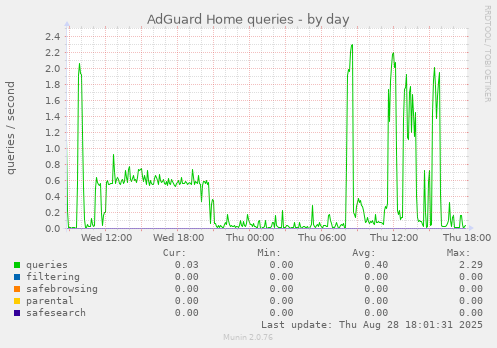 AdGuard Home queries - by day
RRDTOOL / TOBI OETIKER
queries / second
2.4
2.2
2.0
1.8
1.6
1.4
1.2
1.0
0.8
0.6
0.4
0.2
0.0
Wed 12:00 Wed 18:00 Thu 00:00 Thu 06:00 Thu 12:00 Thu 18:00
Cur: Min: Avg: Max:
queries 0.03 0.00 0.40 2.29
filtering 0.00 0.00 0.00 0.00
safebrowsing 0.00 0.00 0.00 0.00
parental 0.00 0.00 0.00 0.00
safesearch 0.00 0.00 0.00 0.00
Last update: Thu Aug 28 18:01:31 2025
Munin 2.0.76